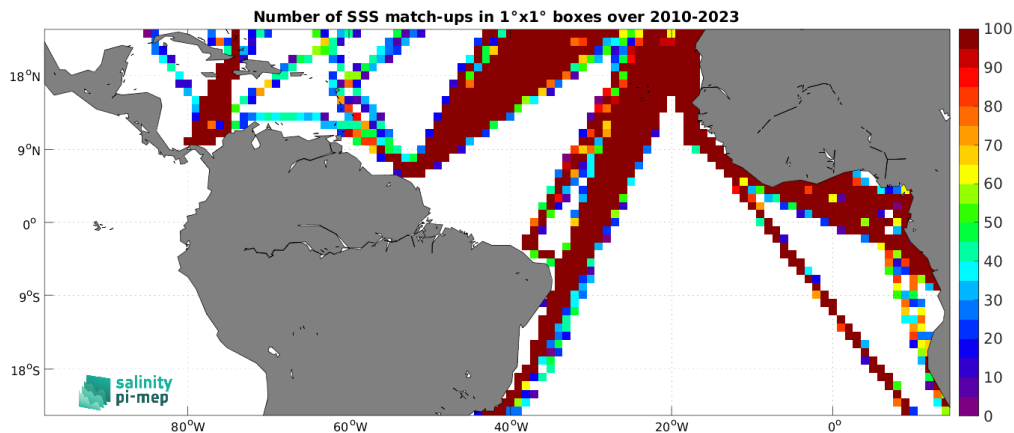 Number of SSS match-ups in 1°x1° boxes over 2010-2023
18°N
9°N
0°
9°S
18°S
80°W
60°W
40°W
20°W
0°
100
90
80
70
60
50
40
30
20
10
0
salinity
pi-mep